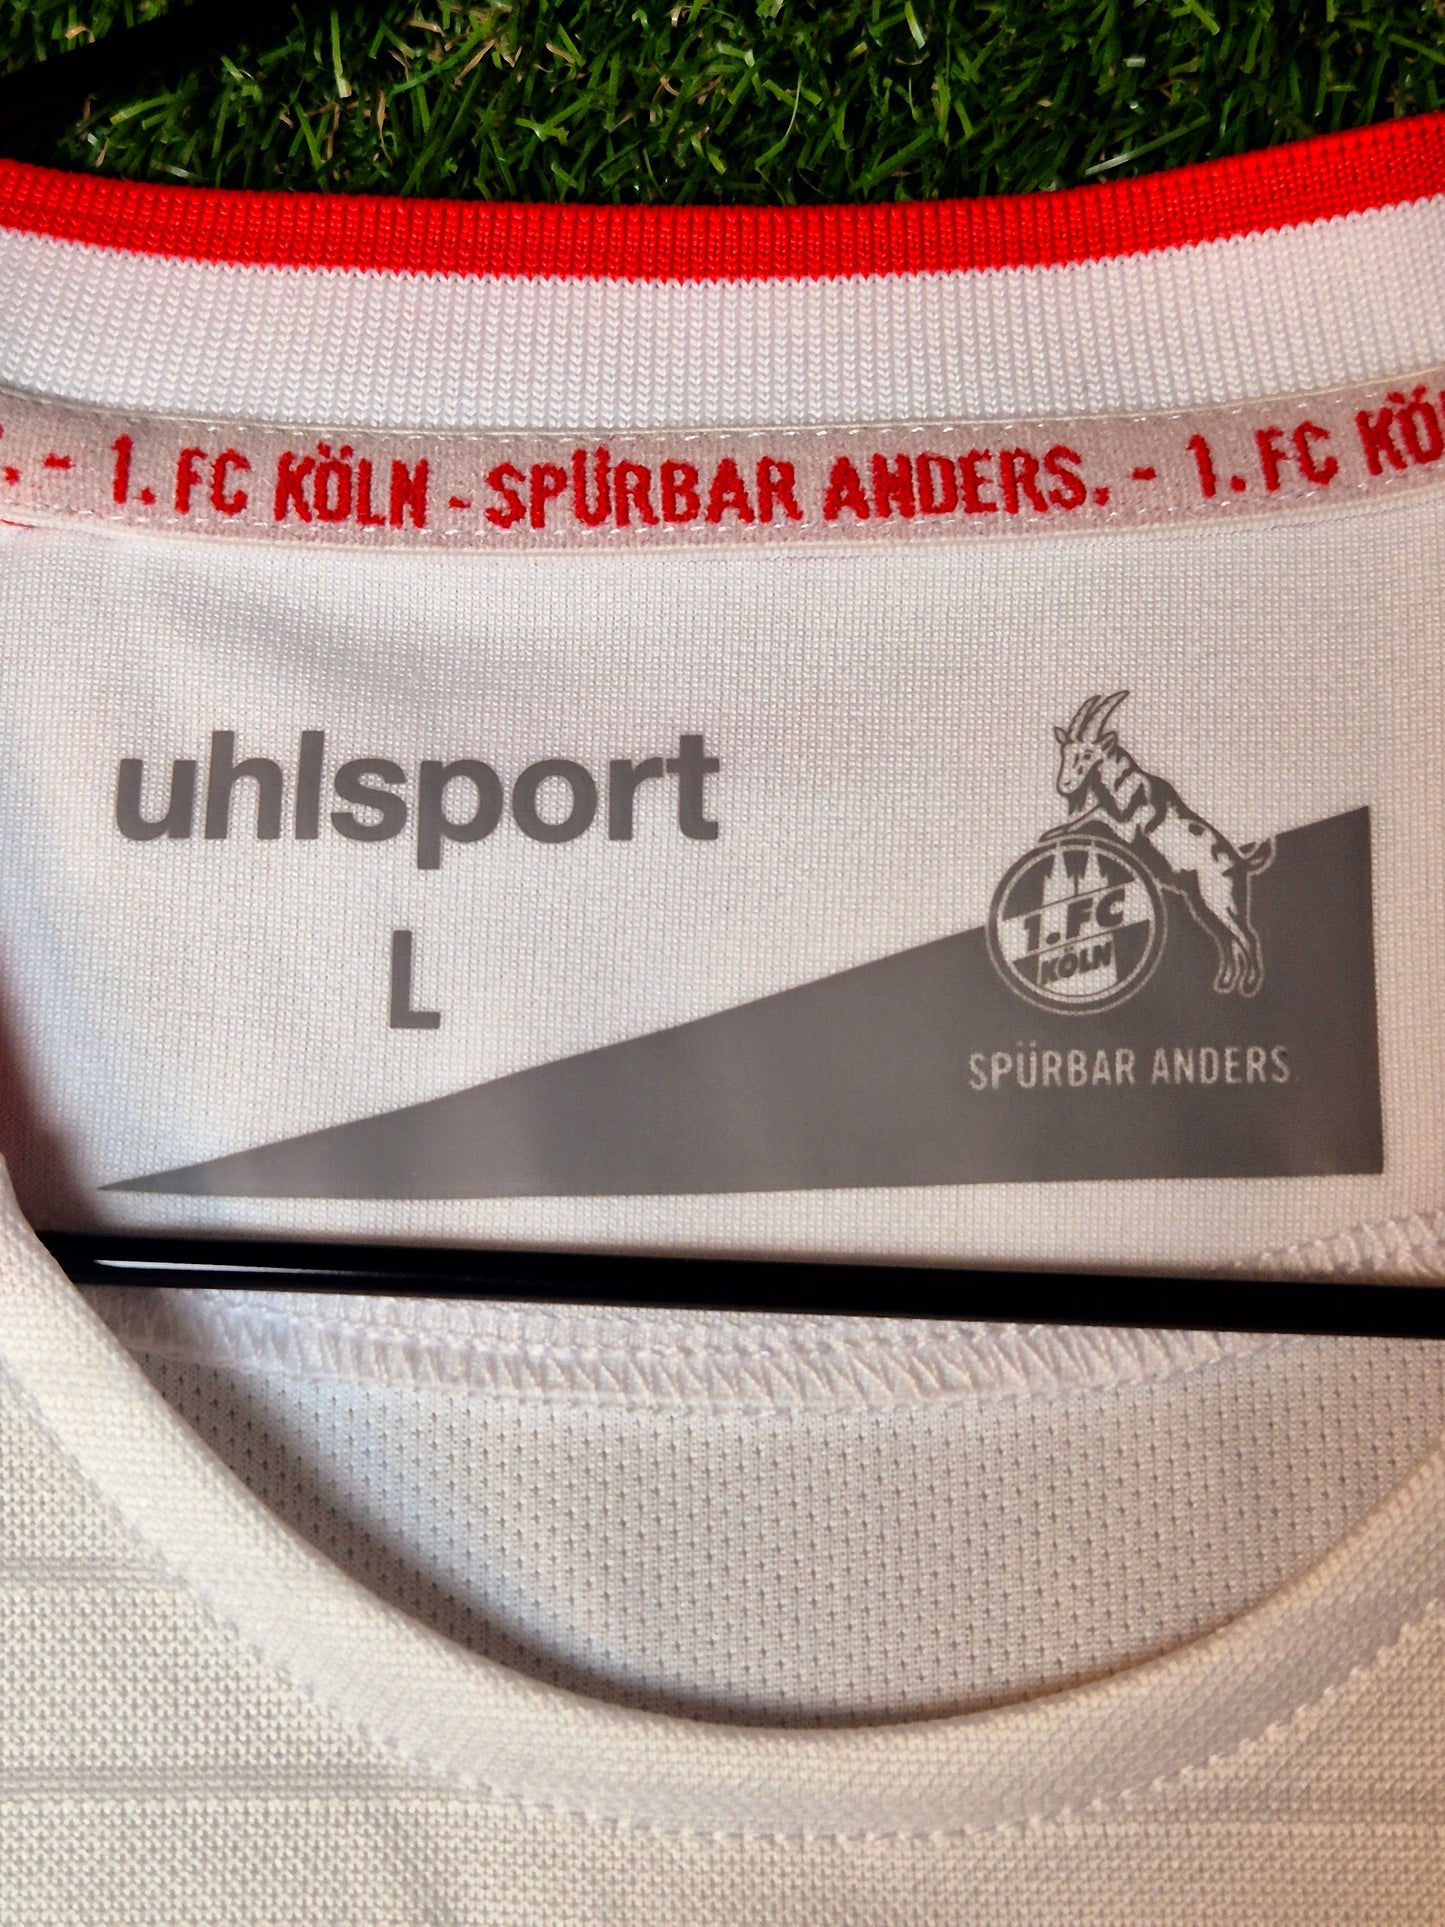 . - 1. FC KÖLN - SPÜRBAR ANDERS. - 1. FC KÖ
uhlsport
L
1. FC
KÖLN
SPÜRBAR ANDERS.